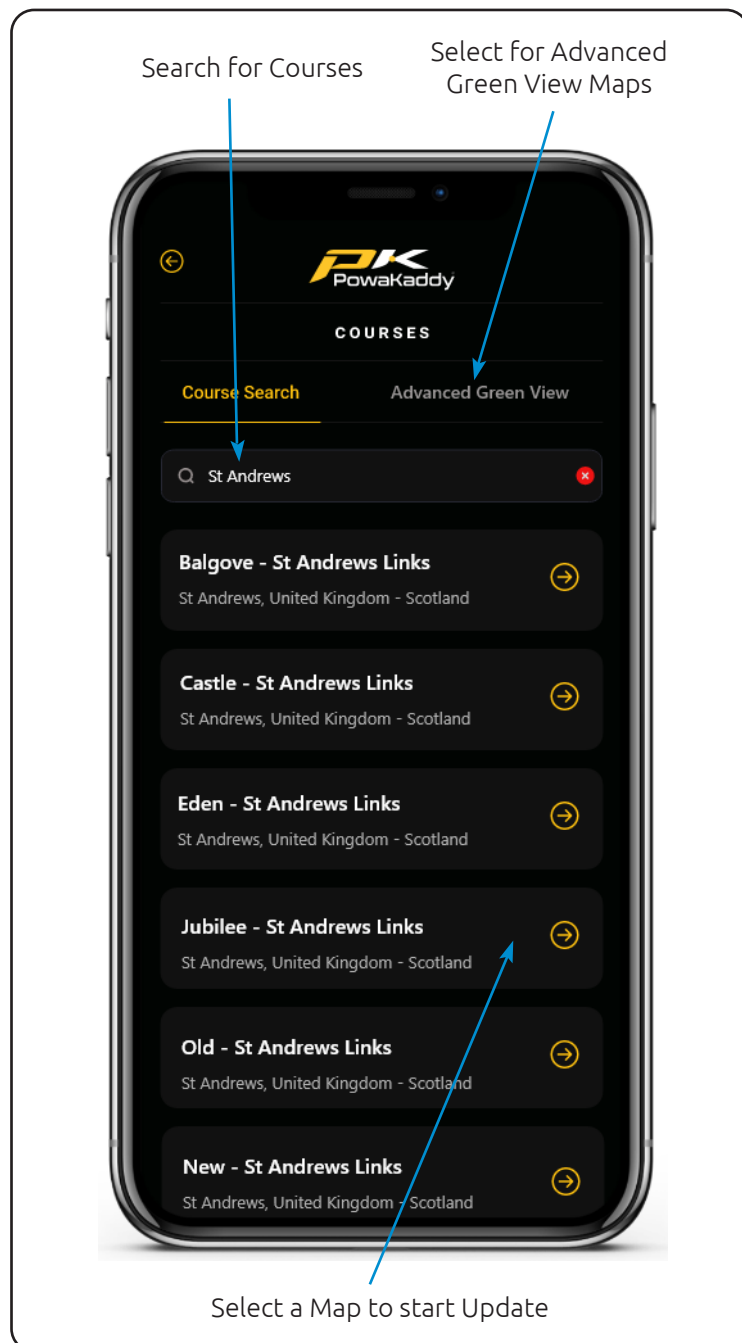 Search for Courses
Select for Advanced
Green View Maps
PK
PowaKaddy
COURSES
Course Search
Advanced Green View
St Andrews
Balgove - St Andrews Links
St Andrews, United Kingdom - Scotland
Castle - St Andrews Links
St Andrews, United Kingdom - Scotland
Eden - St Andrews Links
St Andrews, United Kingdom - Scotland
Jubilee - St Andrews Links
St Andrews, United Kingdom - Scotland
Old - St Andrews Links
St Andrews, United Kingdom - Scotland
New - St Andrews Links
St Andrews, United Kingdom - Scotland
Select a Map to start Update